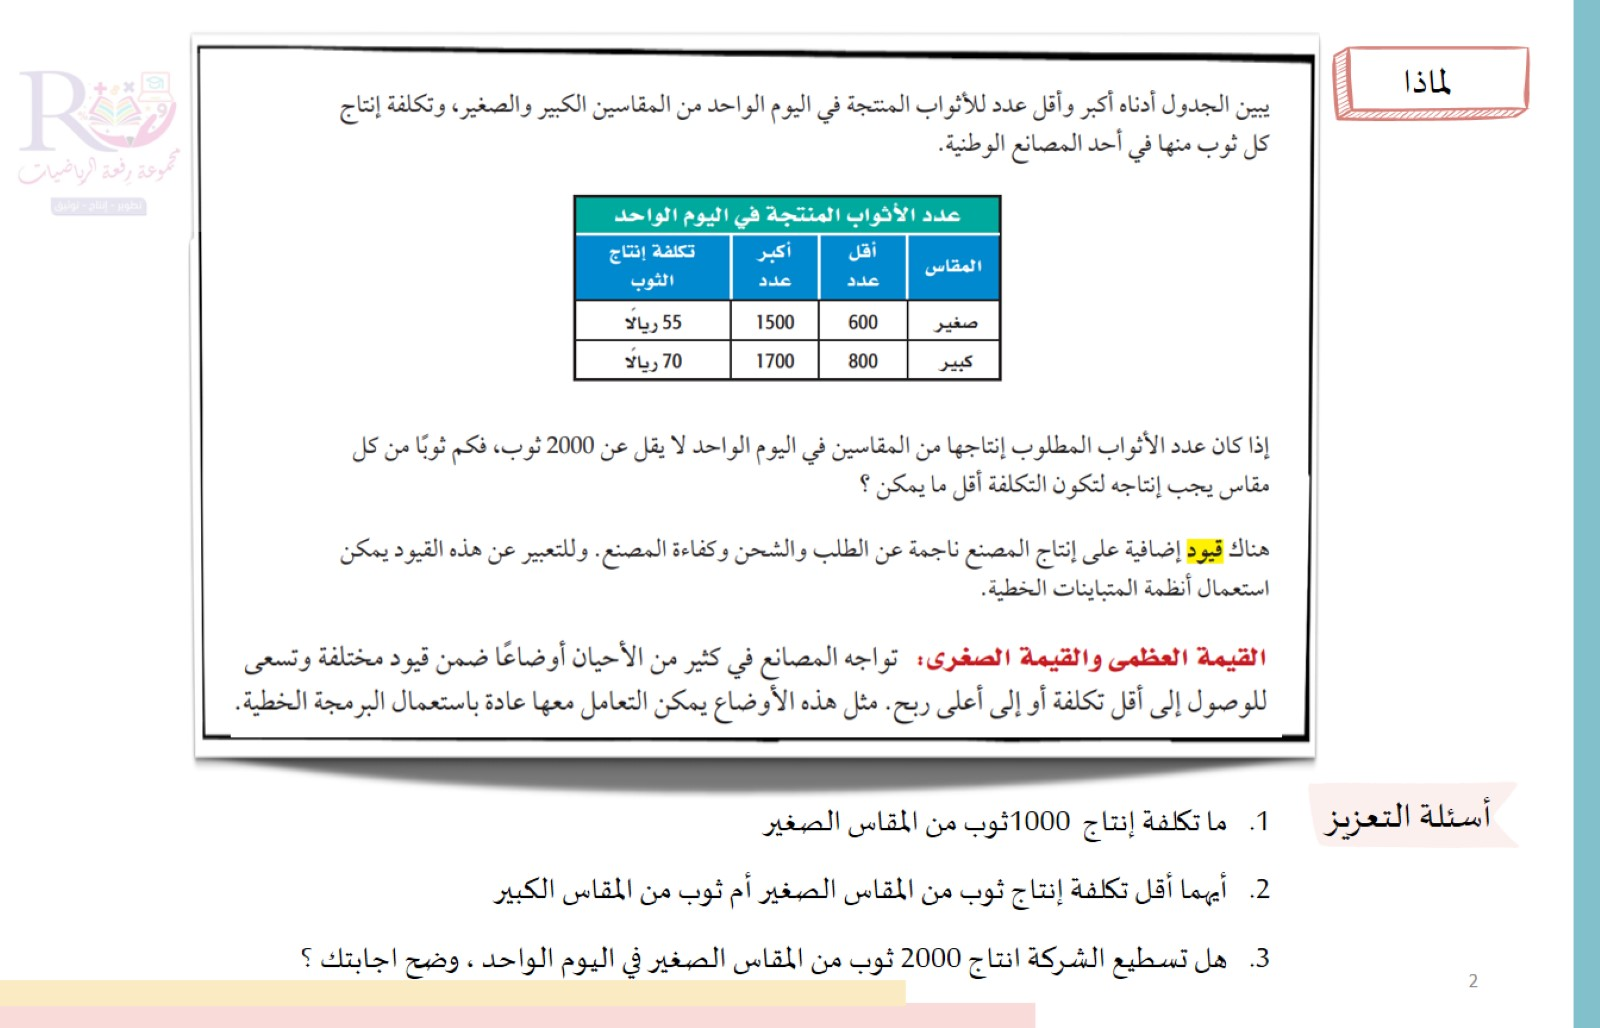 لماذا
R
مجموعة رفعة الرياضيات
تطوير - إنتاج - توثيق
يبين الجدول أدناه أكبر وأقل عدد للأثواب المنتجة في اليوم الواحد من المقاسين الكبير والصغير، وتكلفة إنتاج
كل ثوب منها في أحد المصانع الوطنية.
عدد الأثواب المنتجة في اليوم الواحد
المقاس أقل عدد أكبر عدد تكلفة إنتاج الثوب
صغير 600 1500 55 ريالًا
كبير 800 1700 70 ريالًا
إذا كان عدد الأثواب المطلوب إنتاجها من المقاسين في اليوم الواحد لا يقل عن 2000 ثوب، فكم ثوبًا من كل
مقاس يجب إنتاجه لتكون التكلفة أقل ما يمكن ؟
هناك قيود إضافية على إنتاج المصنع ناجمة عن الطلب والشحن وكفاءة المصنع. وللتعبير عن هذه القيود يمكن
استعمال أنظمة المتباينات الخطية.
القيمة العظمى والقيمة الصغرى: تواجه المصانع في كثير من الأحيان أوضاعًا ضمن قيود مختلفة وتسعى
للوصول إلى أقل تكلفة أو إلى أعلى ربح. مثل هذه الأوضاع يمكن التعامل معها عادة باستعمال البرمجة الخطية.
أسئلة التعزيز
1. ما تكلفة إنتاج 1000ثوب من المقاس الصغير
2. أيهما أقل تكلفة إنتاج ثوب من المقاس الصغير أم ثوب من المقاس الكبير
3. هل تسطيع الشركة انتاج 2000 ثوب من المقاس الصغير في اليوم الواحد ، وضح اجابتك ؟
2